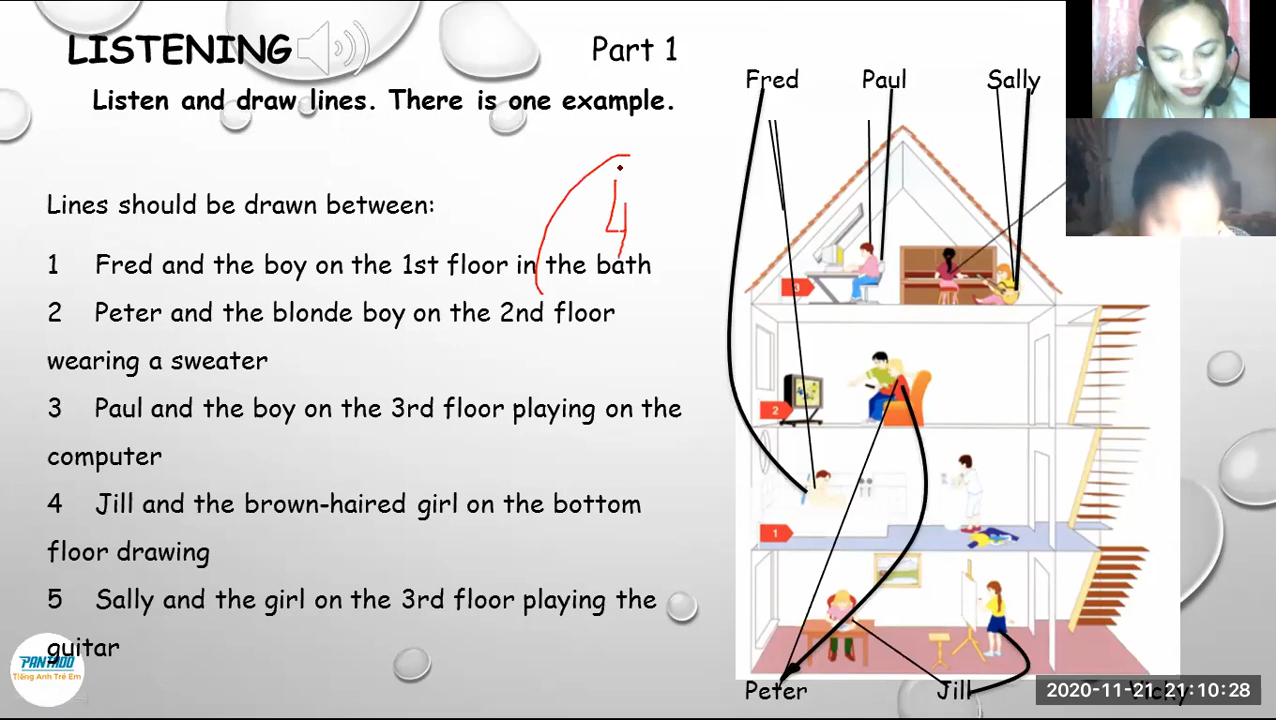 LISTENING
Part 1
Listen and draw lines. There is one example.
Fred Paul Sally
Lines should be drawn between:
4
1 Fred and the boy on the 1st floor in the bath
2 Peter and the blonde boy on the 2nd floor
wearing a sweater
3 Paul and the boy on the 3rd floor playing on the
computer
4 Jill and the brown-haired girl on the bottom
floor drawing
5 Sally and the girl on the 3rd floor playing the
guitar
3
2
1
PANTADO
Tiếng Anh Trẻ Em
Peter Jill Vicky
2020-11-21 21:10:28